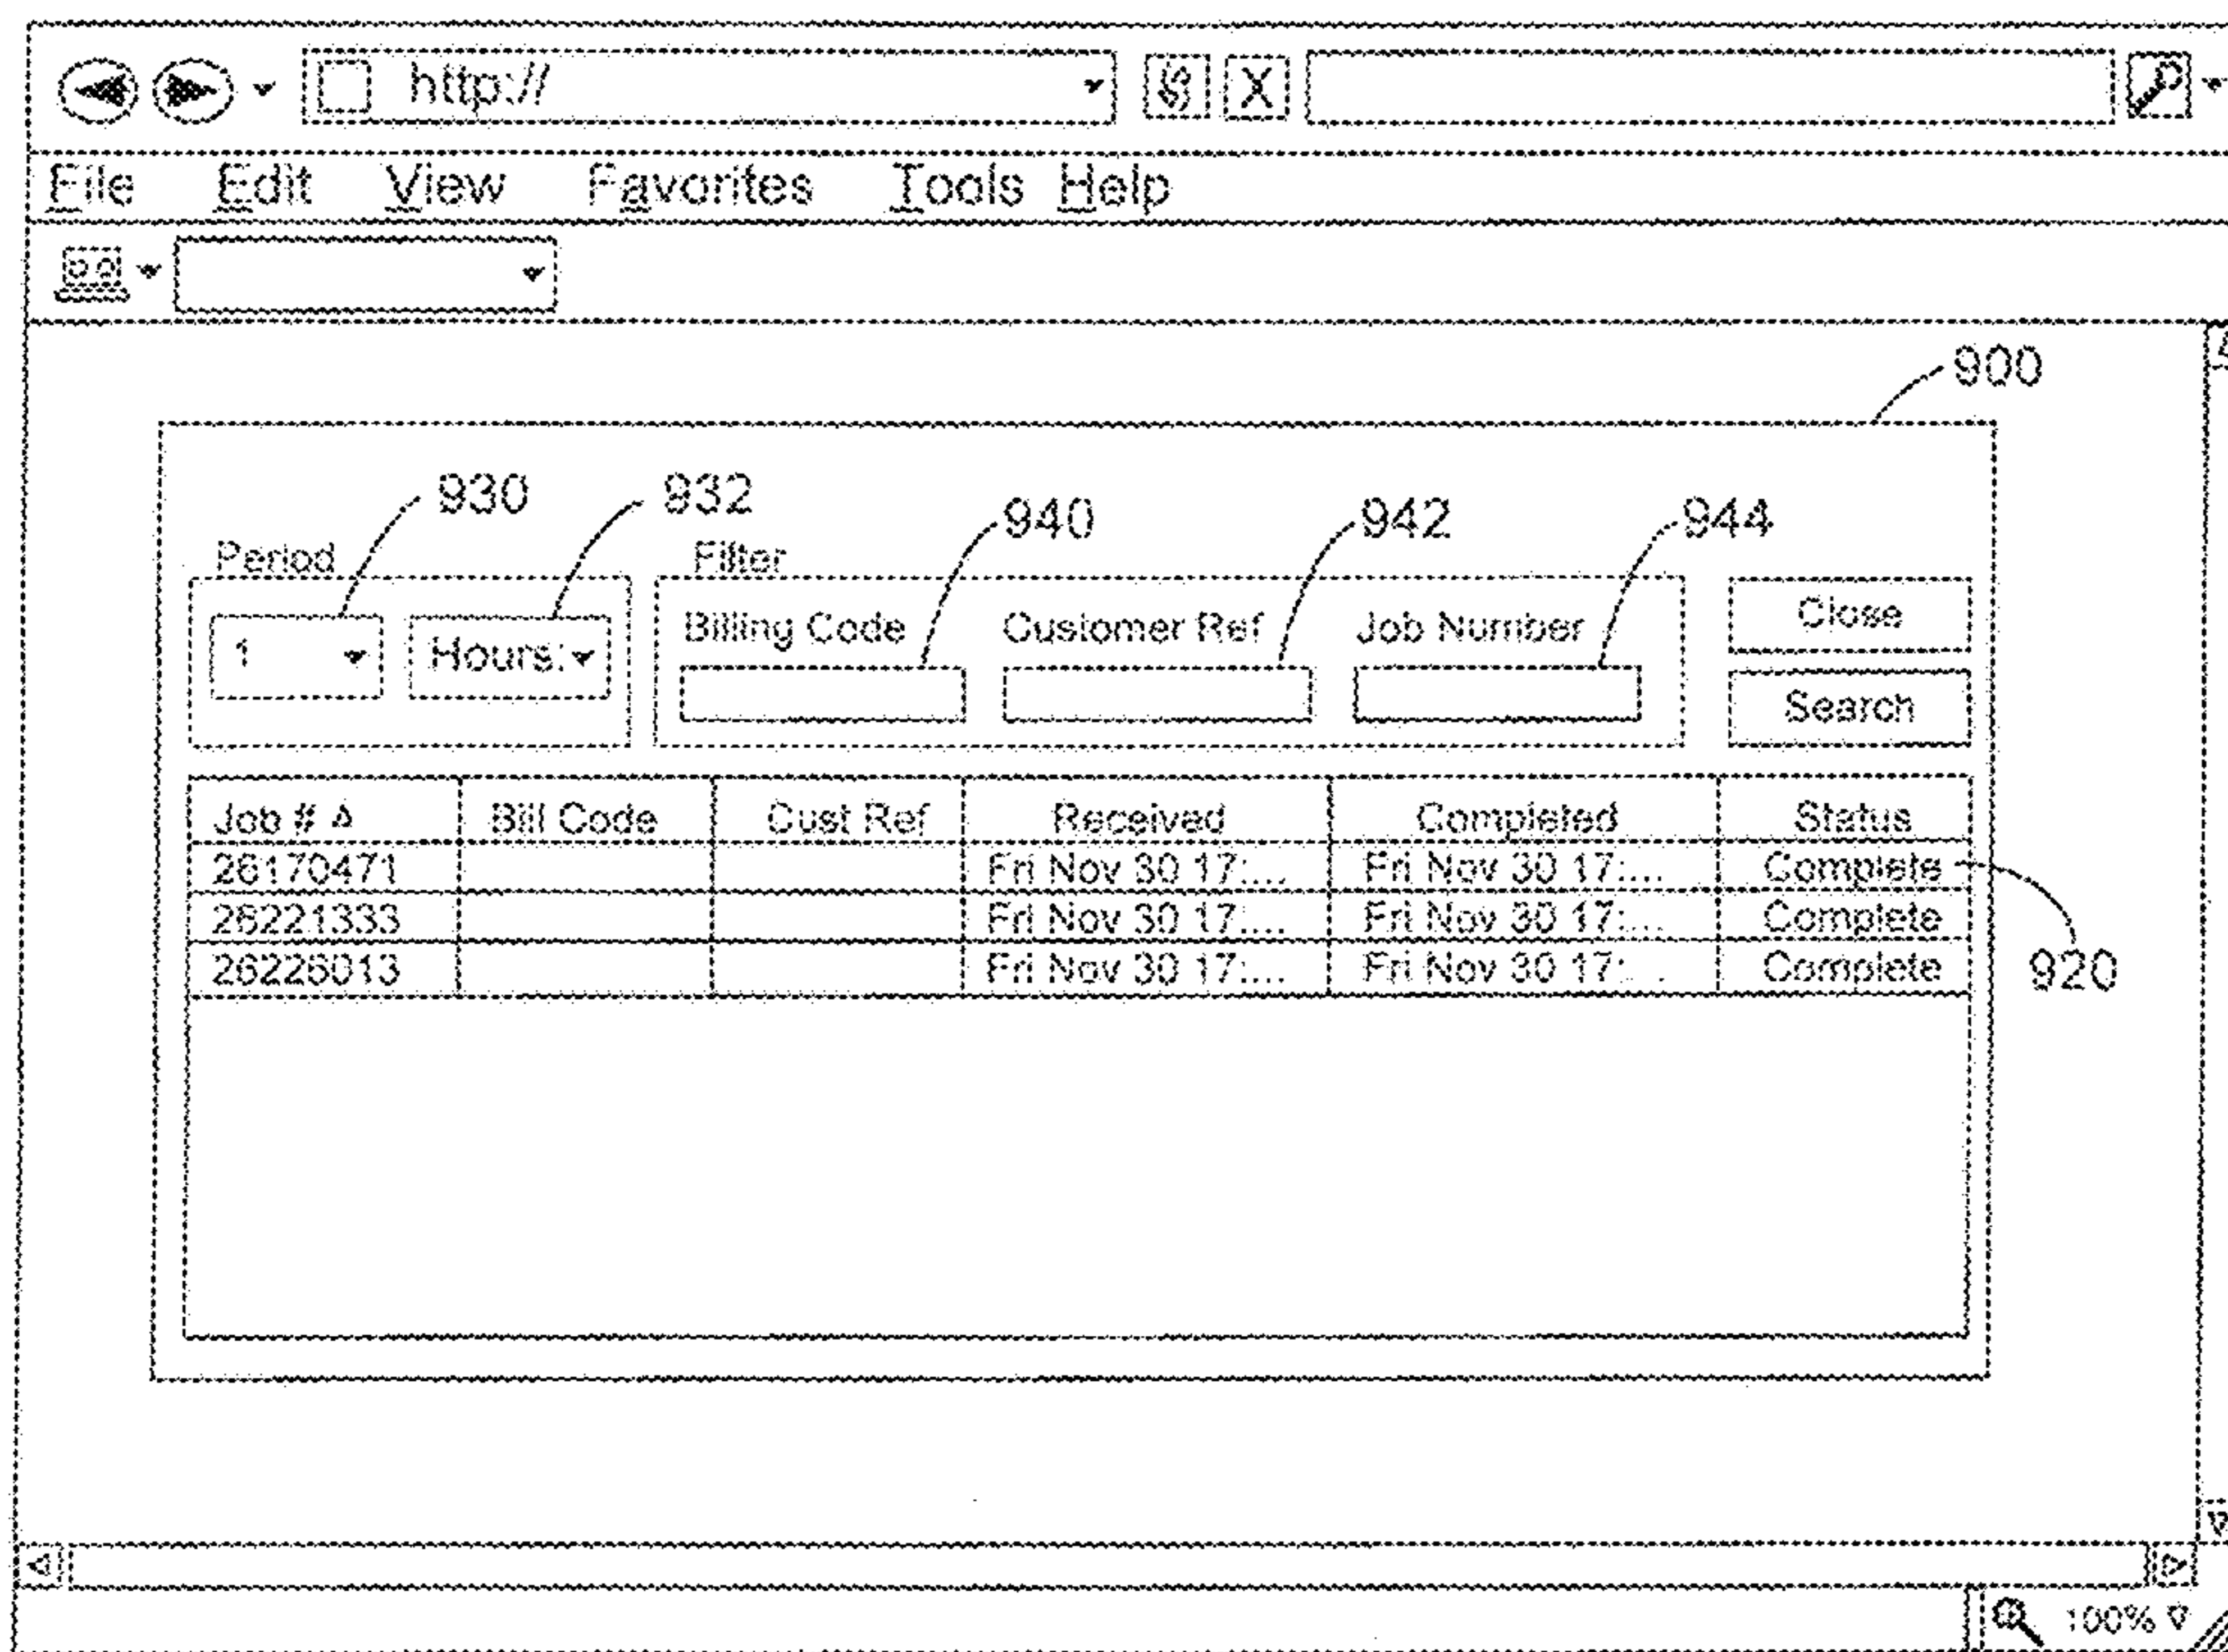 http:// X
File Edit View Favorites Tools Help
900
930 932 940 942 944
Period Filter
1 Hours: Billing Code Customer Ref Job Number Close
Search
Job # Δ Bill Code Cust Ref Received Completed Status
26170471 Fri Nov 30 17:... Fri Nov 30 17:... Complete
26221333 Fri Nov 30 17:... Fri Nov 30 17:... Complete
26226013 Fri Nov 30 17:... Fri Nov 30 17:... Complete
920
100%